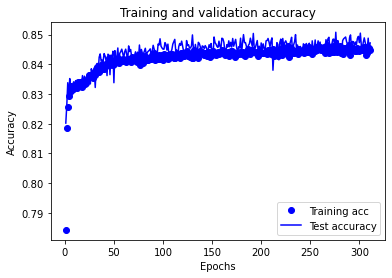 Training and validation accuracy
Accuracy
0.85
0.84
0.83
0.82
0.81
0.80
0.79
0 50 100 150 200 250 300
Epochs
Training acc
Test accuracy